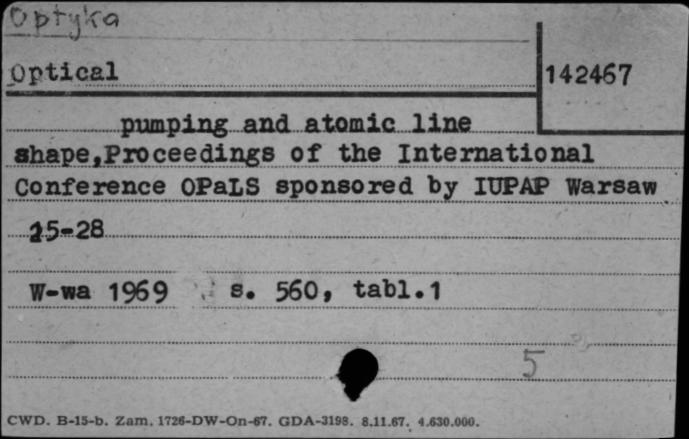 Optyka
Optical
142467
pumping and atomic line
shape,Proceedings of the International
Conference OPaLS sponsored by IUPAP Warsaw
25-28
W-wa 1969 s. 560, tabl.1
5
CWD. B-15-b. Zam. 1726-DW-On-67. GDA-3198. 8.11.67. 4.630.000.